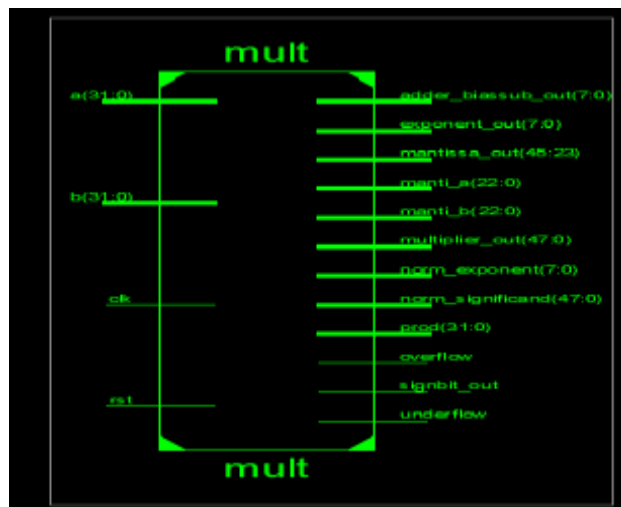 mult
a(31:0)
b(31:0)
clk
rst
adder_biassub_out(7:0)
exponent_out(7:0)
mantissa_out(45:23)
manti_a(22:0)
manti_b(22:0)
multiplier_out(47:0)
norm_exponent(7:0)
norm_significand(47:0)
prod(31:0)
overflow
signbit_out
underflow
mult